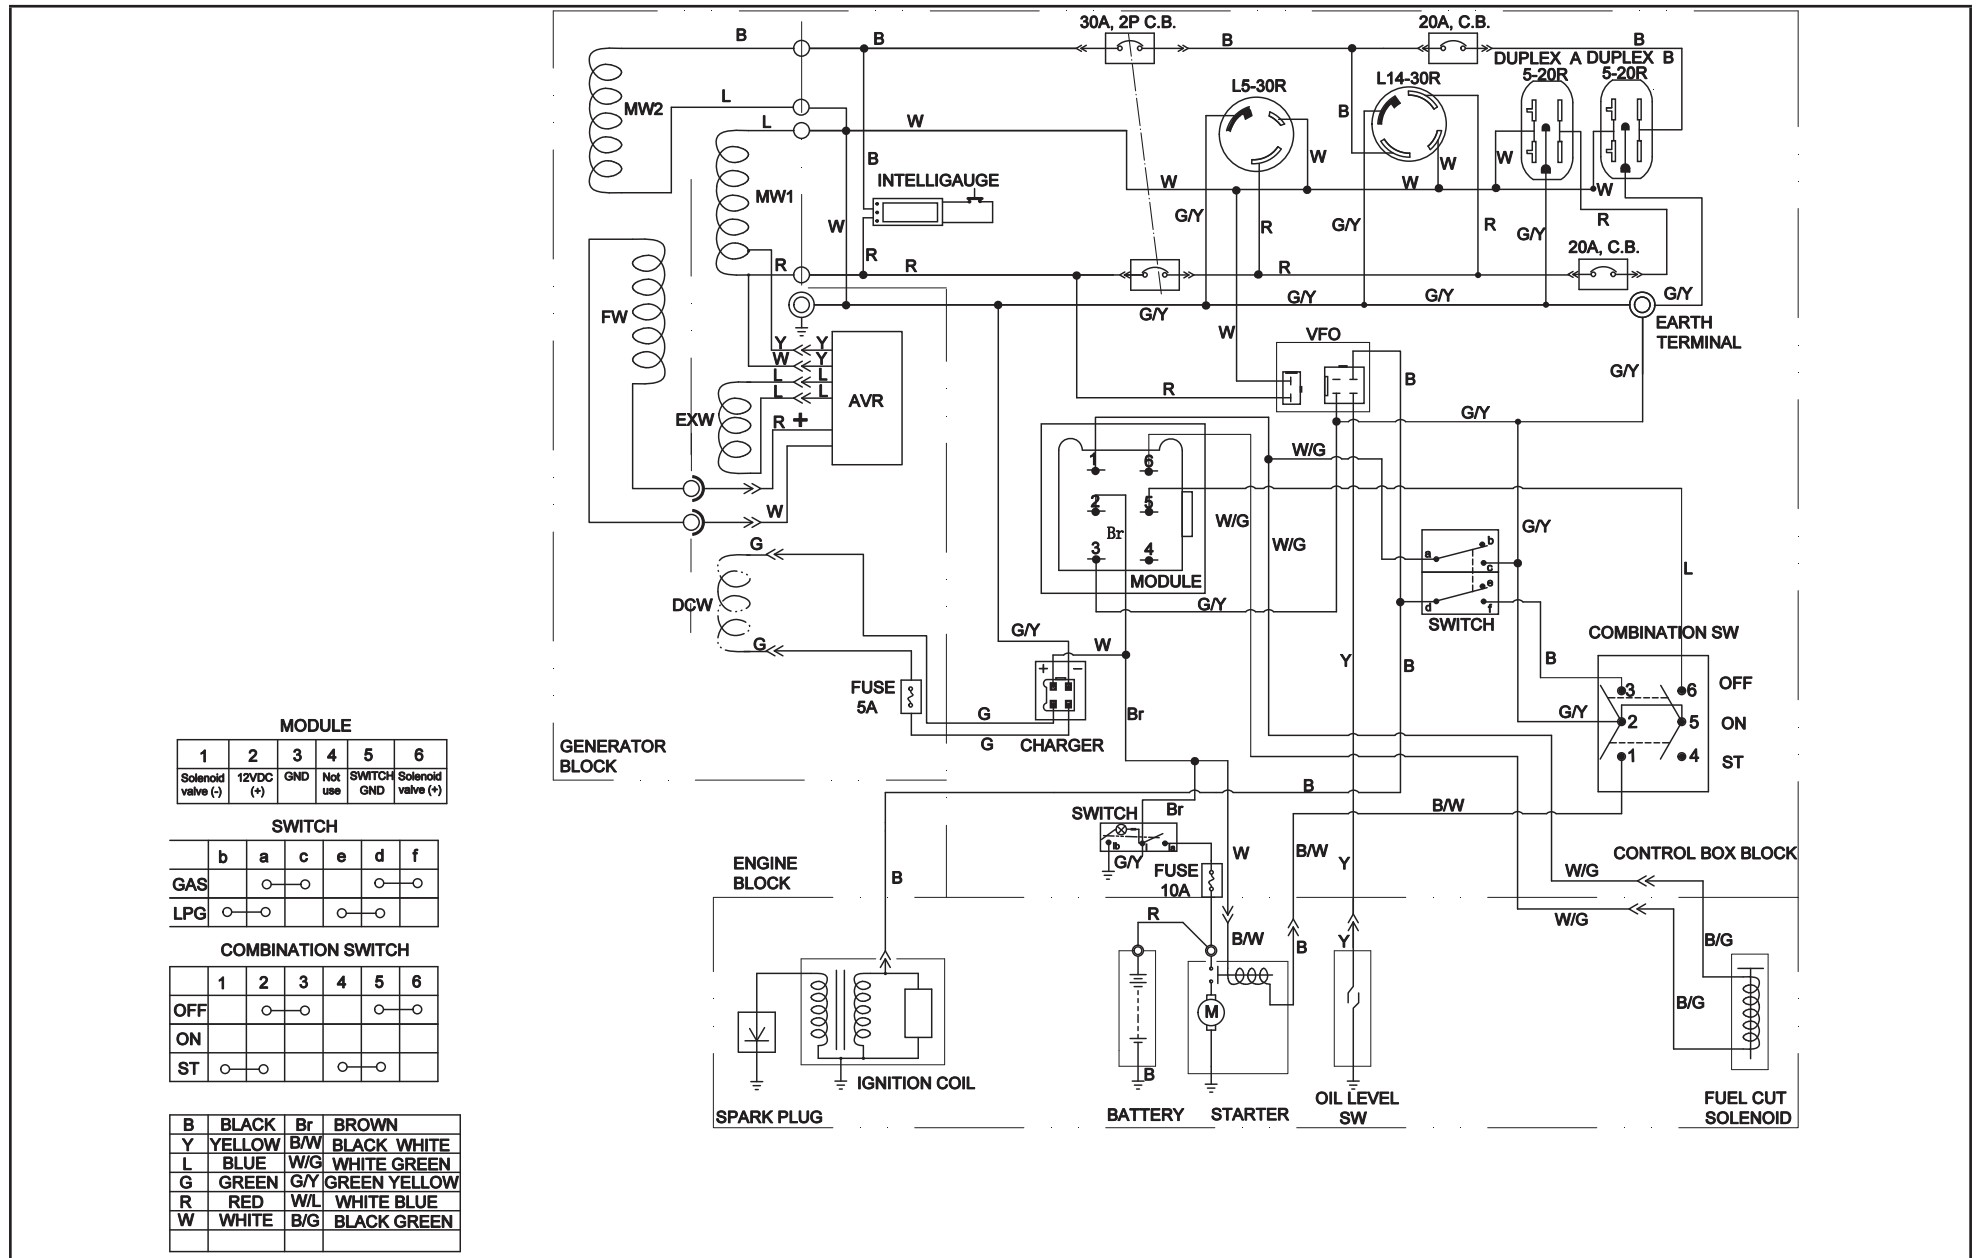 30A, 2P C.B.
20A, C.B.
B
B
B
B
DUPLEX A DUPLEX B
5-20R
5-20R
L5-30R
L14-30R
MW2
L
L
W
B
B
W
W
W
W
W
W
INTELLIGAUGE
MW1
W
G/Y
R
G/Y
R
G/Y
R
20A, C.B.
R
R
R
R
G/Y
G/Y
G/Y
G/Y
EARTH
TERMINAL
FW
W
VFO
Y Y
W Y
L L
L L
AVR
EXW
R +
R
B
G/Y
G/Y
W/G
1
6
2
5
Br
3
4
MODULE
W/G
W/G
G/Y
W
G
G/Y
a
b
c
e
d
f
SWITCH
L
DCW
G
G/Y
G/Y
W
+ −
Y
B
B
COMBINATION SW
3
6
OFF
G/Y
2
5
ON
1
4
ST
FUSE
5A
G
G
CHARGER
Br
GENERATOR
BLOCK
MODULE
1 2 3 4 5 6
Solenoid valve (-)
12VDC (+)
GND
Not use
SWITCH GND
Solenoid valve (+)
SWITCH
b a c e d f
GAS
LPG
COMBINATION SWITCH
1 2 3 4 5 6
OFF
ON
ST
B BLACK Br BROWN
Y YELLOW B/W BLACK WHITE
L BLUE W/G WHITE GREEN
G GREEN G/Y GREEN YELLOW
R RED W/L WHITE BLUE
W WHITE B/G BLACK GREEN
B
B/W
SWITCH
Br
G/Y
FUSE
10A
W
B/W
Y
CONTROL BOX BLOCK
ENGINE
BLOCK
B
W/G
W/G
R
B/W
B
Y
B/G
B/G
M
B
IGNITION COIL
SPARK PLUG
BATTERY
STARTER
OIL LEVEL
SW
FUEL CUT
SOLENOID